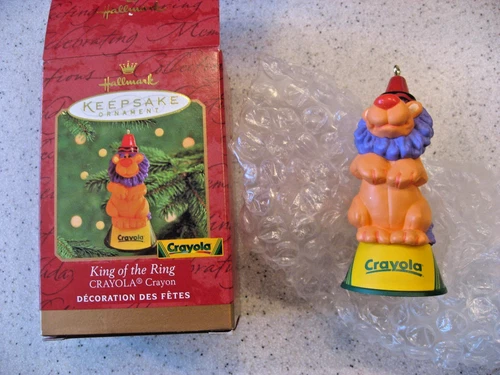 Hallmark
Hallmark
KEEPSAKE
ORNAMENT
Crayola
Crayola
King of the Ring
CRAYOLA® Crayon
DÉCORATION DES FÊTES
Crayola